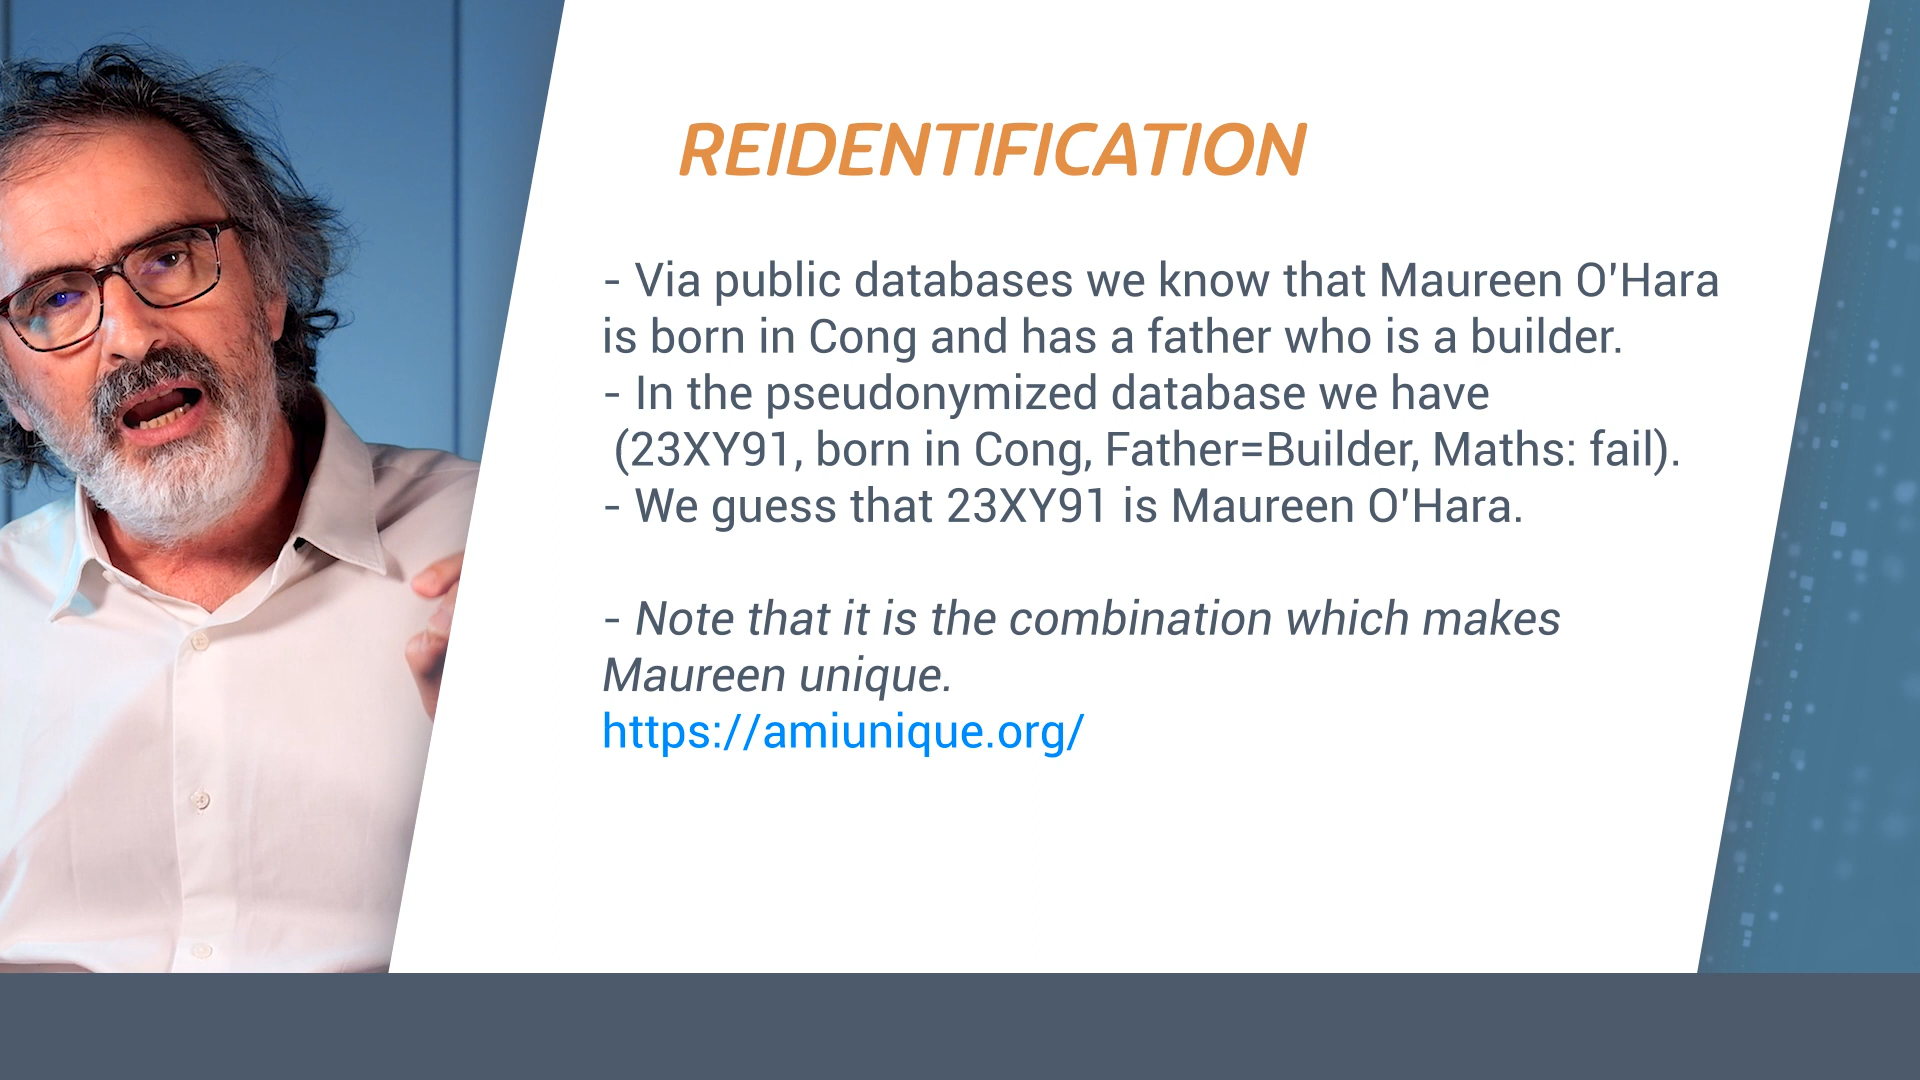 REIDENTIFICATION
- Via public databases we know that Maureen O'Hara
is born in Cong and has a father who is a builder.
- In the pseudonymized database we have
(23XY91, born in Cong, Father=Builder, Maths: fail).
- We guess that 23XY91 is Maureen O'Hara.
- Note that it is the combination which makes
Maureen unique.
https://amiunique.org/